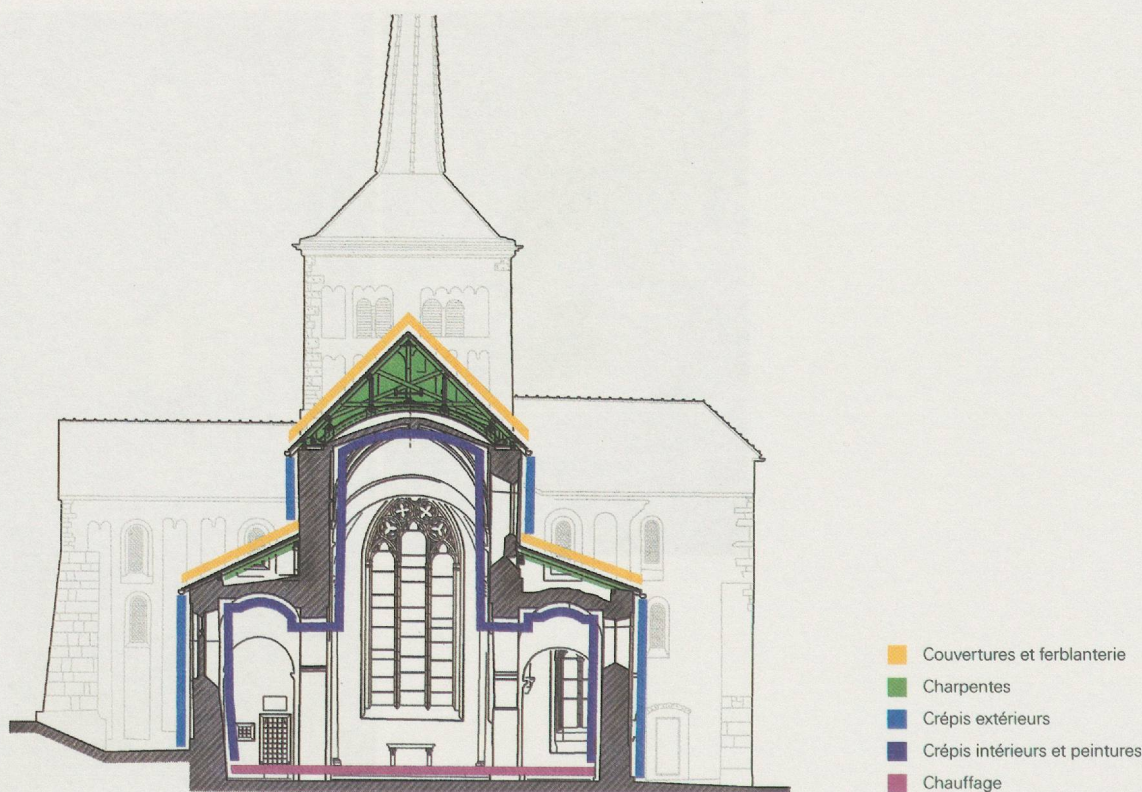 Couvertures et ferblanterie
Charpentes
Crépis extérieurs
Crépis intérieurs et peintures
Chauffage